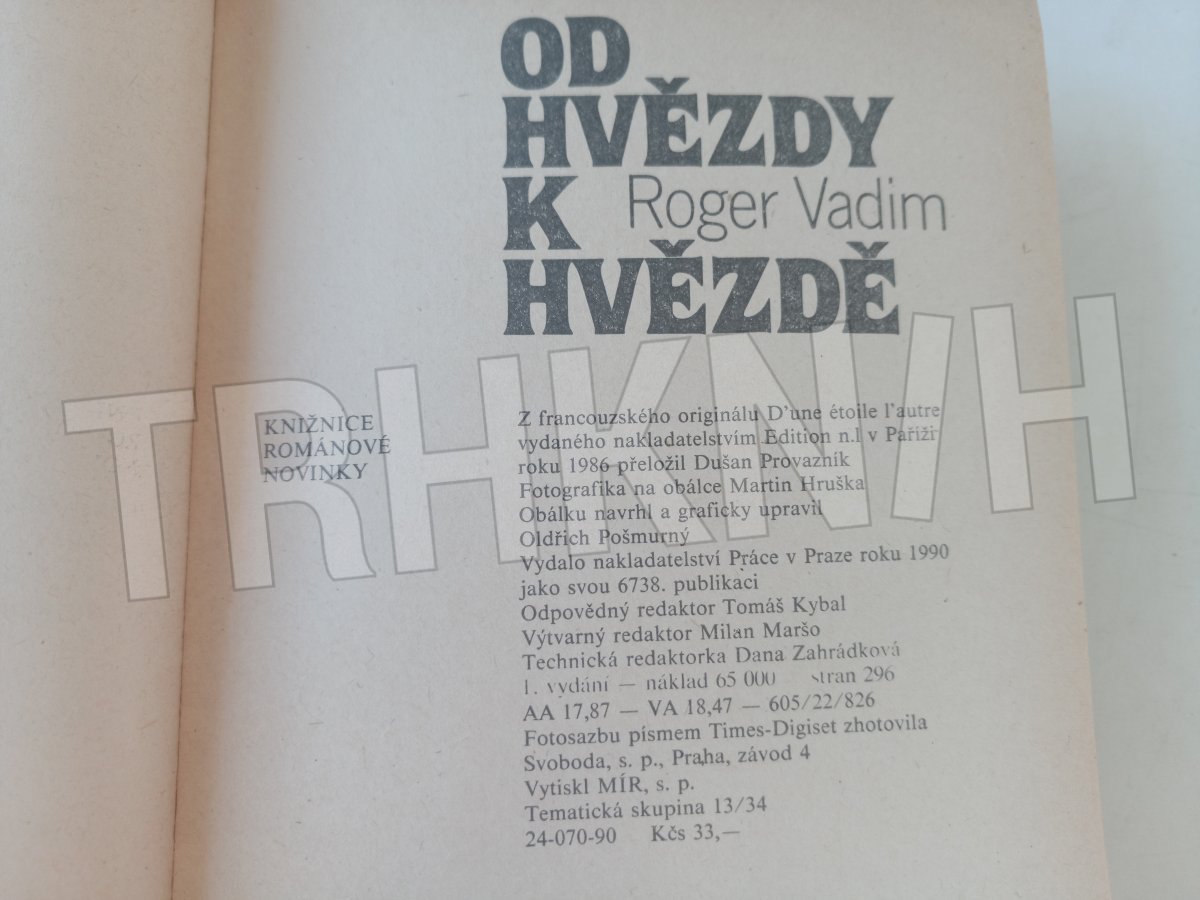 OD
HVĚZDY
K Roger Vadim
HVĚZDĚ
TRHKNIH
KNIŽNICE
ROMÁNOVÉ
NOVINKY
Z francouzského originálu D'une étoile l'autre
vydaného nakladatelstvím Edition n.1 v Paříži
roku 1986 přeložil Dušan Provazník
Fotografika na obálce Martin Hruška
Obálku navrhl a graficky upravil
Oldřich Pošmurný
Vydalo nakladatelství Práce v Praze roku 1990
jako svou 6738. publikaci
Odpovědný redaktor Tomáš Kybal
Výtvarný redaktor Milan Maršo
Technická redaktorka Dana Zahrádková
1. vydání — náklad 65 000 stran 296
AA 17,87 — VA 18,47 — 605/22/826
Fotosazbu písmem Times-Digiset zhotovila
Svoboda, s. p., Praha, závod 4
Vytiskl MÍR, s. p.
Tematická skupina 13/34
24-070-90 Kčs 33,—